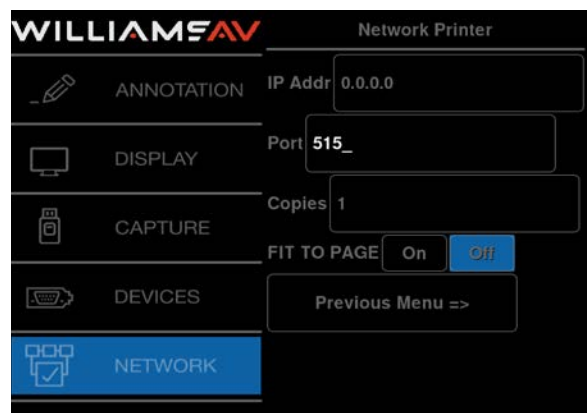 WILLIAMSAV
ANNOTATION
DISPLAY
CAPTURE
DEVICES
NETWORK
Network Printer
IP Addr 0.0.0.0
Port 515_
Copies 1
FIT TO PAGE On Off
Previous Menu =>